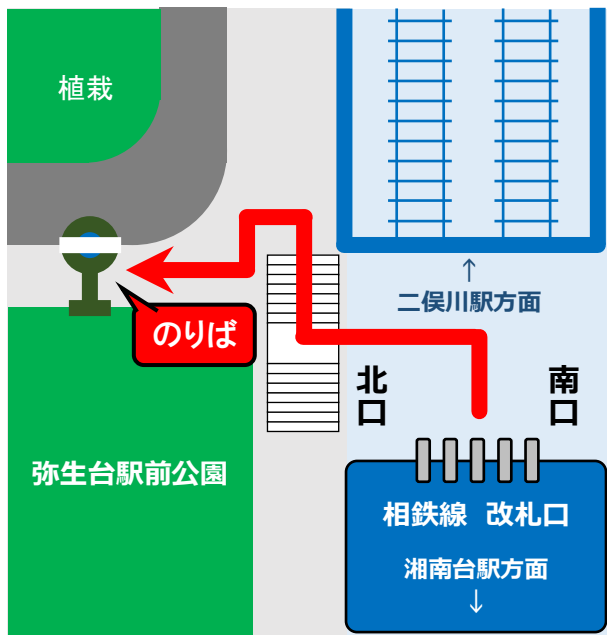 植栽
↑
二俣川駅方面
のりば
北口
南口
弥生台駅前公園
相鉄線 改札口
湘南台駅方面
↓